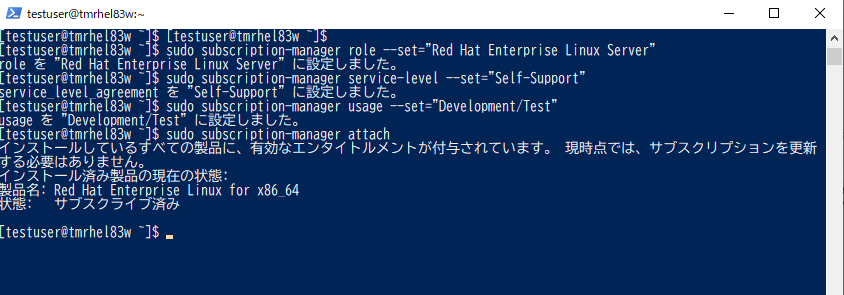 testuser@tmrhel83w:~
[testuser@tmrhel83w ~]$ [testuser@tmrhel83w ~]$
[testuser@tmrhel83w ~]$ sudo subscription-manager role --set="Red Hat Enterprise Linux Server"
role を "Red Hat Enterprise Linux Server" に設定しました。
[testuser@tmrhel83w ~]$ sudo subscription-manager service-level --set="Self-Support"
service_level_agreement を "Self-Support" に設定しました。
[testuser@tmrhel83w ~]$ sudo subscription-manager usage --set="Development/Test"
usage を "Development/Test" に設定しました。
[testuser@tmrhel83w ~]$ sudo subscription-manager attach
インストールしているすべての製品に、有効なエンタイトルメントが付与されています。 現時点では、サブスクリプションを更新
する必要はありません。
インストール済み製品の現在の状態:
製品名: Red Hat Enterprise Linux for x86_64
状態:   サブスクライブ済み
[testuser@tmrhel83w ~]$